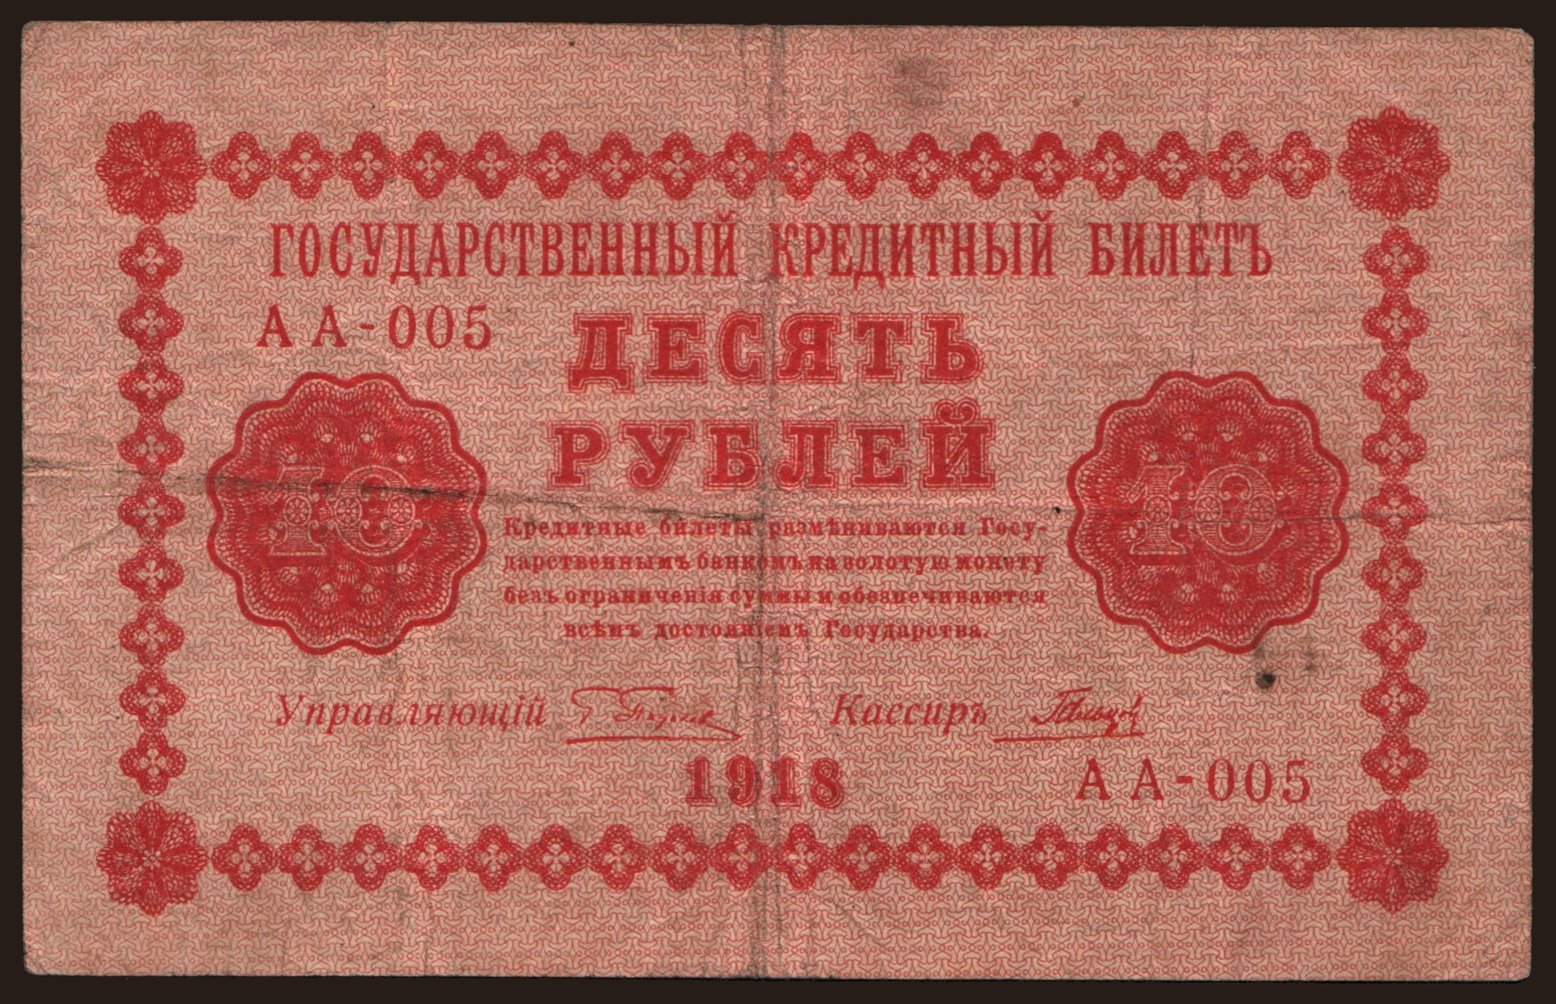 ГОСУДАРСТВЕННЫЙ КРЕДИТНЫЙ БИЛЕТЪ
АА-005
ДЕСЯТЬ
РУБЛЕЙ
10 10
Кредитные билеты размѣниваются Госу-
дарственнымъ банкомъ на золотую монету
безъ ограниченія суммы и обезпечиваются
всѣмъ достояніемъ Государства.
Управляющій Кассиръ
1918
АА-005